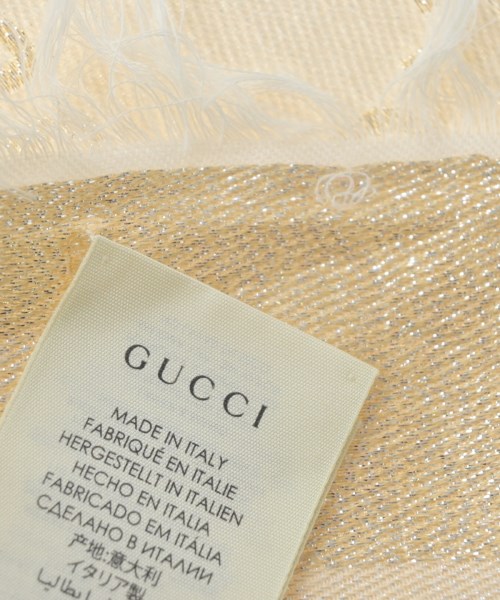 GUCCI
MADE IN ITALY
FABRIQUÉ EN ITALIE
HERGESTELLT IN ITALIEN
HECHO EN ITALIA
FABRICADO EM ITÁLIA
СДЕЛАНО В ИТАЛИИ
产地:意大利
イタリア製